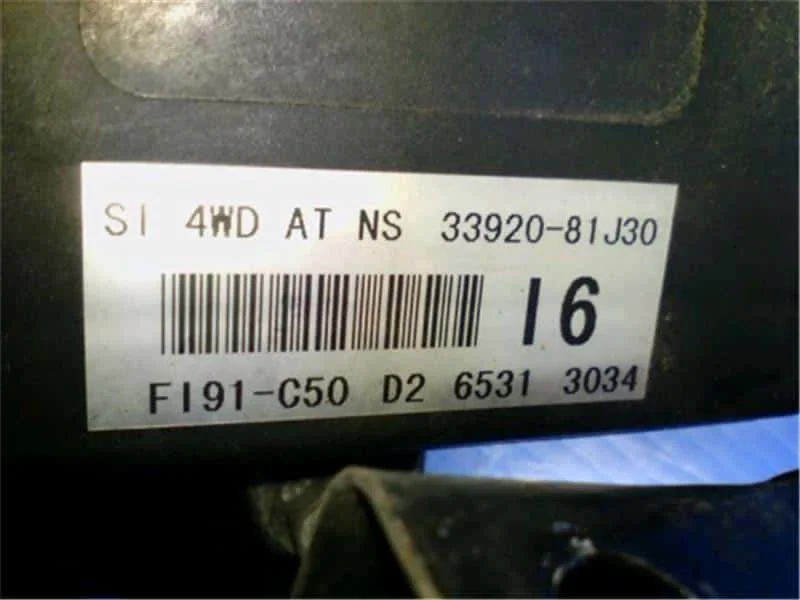 SI 4WD AT NS 33920-81J30
I6
FI91-C50 D2 6531 3034